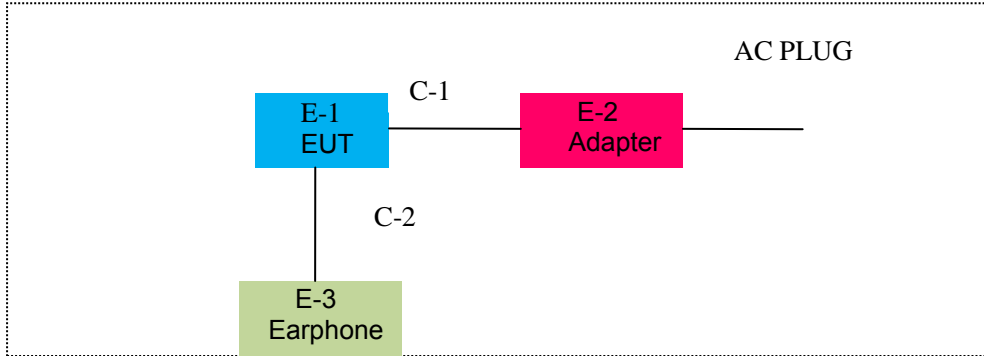 AC PLUG
C-1
E-1
EUT
E-2
Adapter
C-2
E-3
Earphone